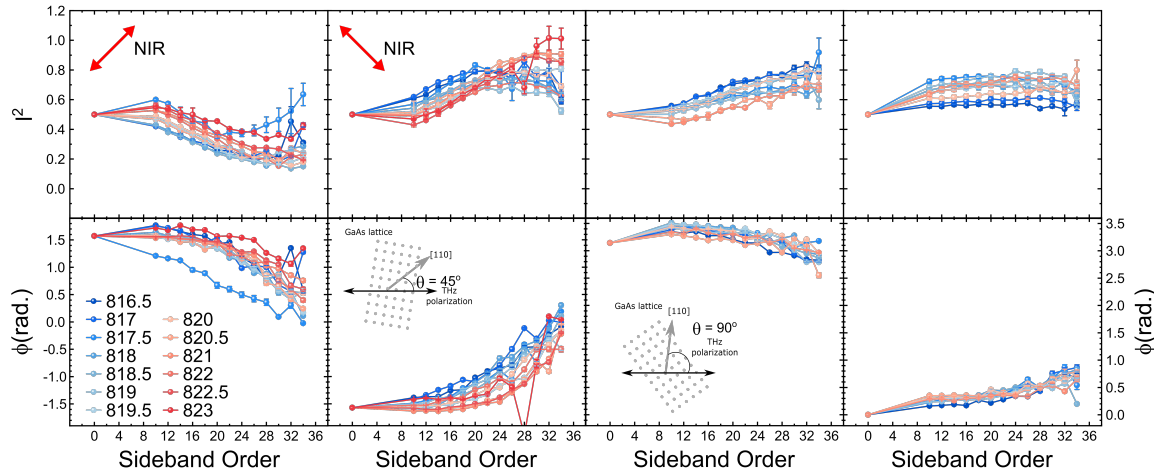 1.2
1.0
0.8
0.6
0.4
0.2
0.0
I²
NIR
NIR
1.5
1.0
0.5
0.0
-0.5
-1.0
-1.5
ϕ(rad.)
816.5
817
817.5
818
818.5
819
819.5
820
820.5
821
822
822.5
823
GaAs lattice
[110]
θ = 45º
THz
polarization
GaAs lattice
[110]
θ = 90º
THz
polarization
3.5
3.0
2.5
2.0
1.5
1.0
0.5
0.0
ϕ(rad.)
0 4 8 12 16 20 24 28 32 36
0 4 8 12 16 20 24 28 32 36
0 4 8 12 16 20 24 28 32 36
0 4 8 12 16 20 24 28 32 36
Sideband Order
Sideband Order
Sideband Order
Sideband Order